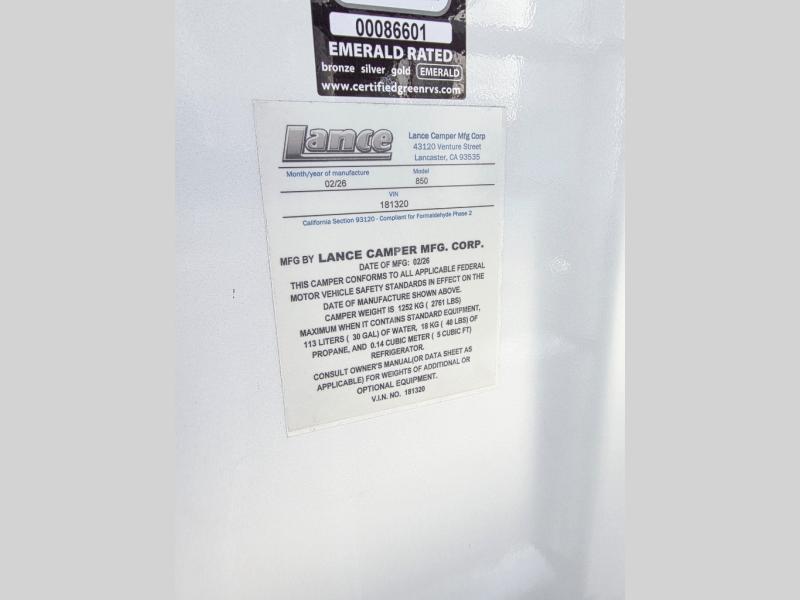 00086601
EMERALD RATED
bronze silver gold EMERALD
www.certifiedgreenrvs.com
Lance
Lance Camper Mfg Corp
43120 Venture Street
Lancaster, CA 93535
Month/year of manufacture
Model
02/26
850
VIN
181320
California Section 93120 - Compliant for Formaldehyde Phase 2
MFG BY LANCE CAMPER MFG. CORP.
DATE OF MFG: 02/26
THIS CAMPER CONFORMS TO ALL APPLICABLE FEDERAL
MOTOR VEHICLE SAFETY STANDARDS IN EFFECT ON THE
DATE OF MANUFACTURE SHOWN ABOVE.
CAMPER WEIGHT IS 1252 KG ( 2761 LBS)
MAXIMUM WHEN IT CONTAINS STANDARD EQUIPMENT,
113 LITERS ( 30 GAL) OF WATER, 18 KG ( 40 LBS) OF
PROPANE, AND 0.14 CUBIC METER ( 5 CUBIC FT)
REFRIGERATOR.
CONSULT OWNER'S MANUAL(OR DATA SHEET AS
APPLICABLE) FOR WEIGHTS OF ADDITIONAL OR
OPTIONAL EQUIPMENT.
V.I.N. NO. 181320